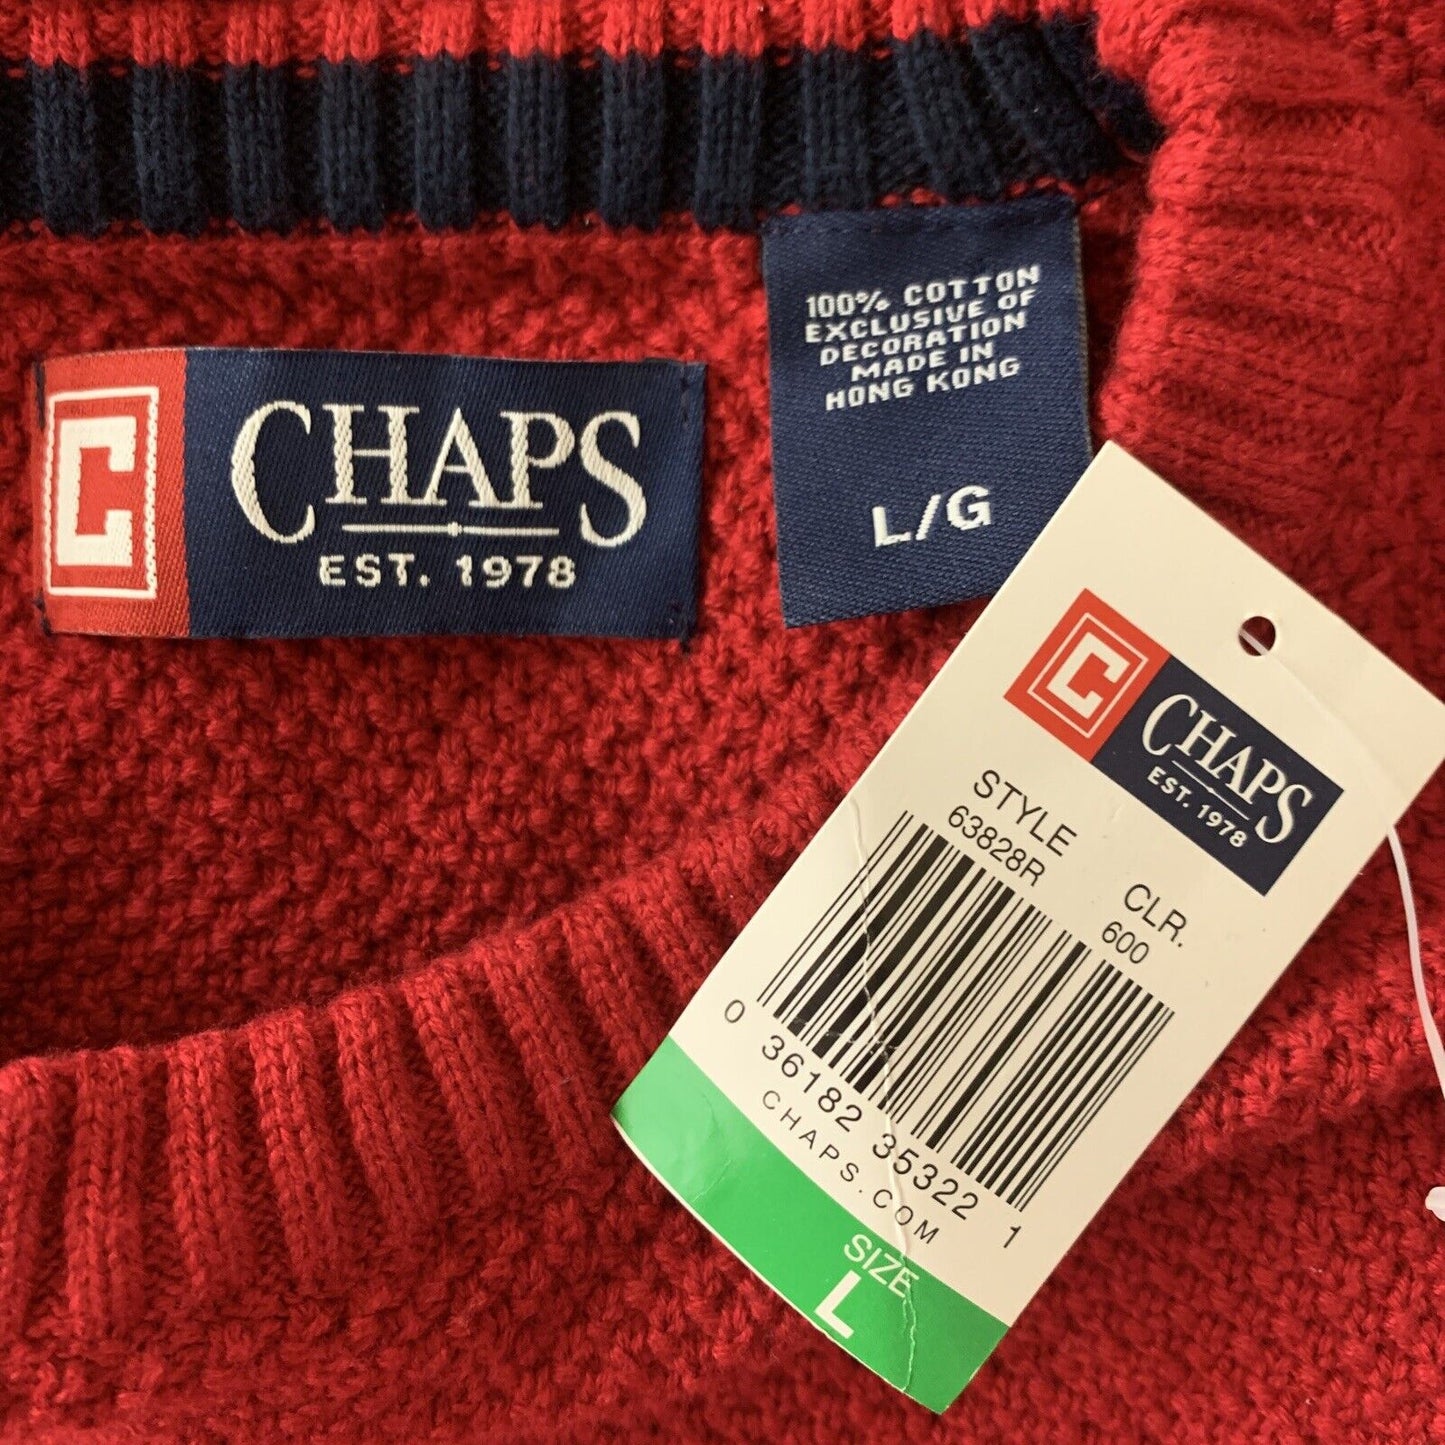 C CHAPS
EST. 1978
100% COTTON
EXCLUSIVE OF
DECORATION
MADE IN
HONG KONG
L/G
C CHAPS
EST. 1978
STYLE
63828R
CLR.
600
0 36182 35322 1
CHAPS.COM
SIZE
L